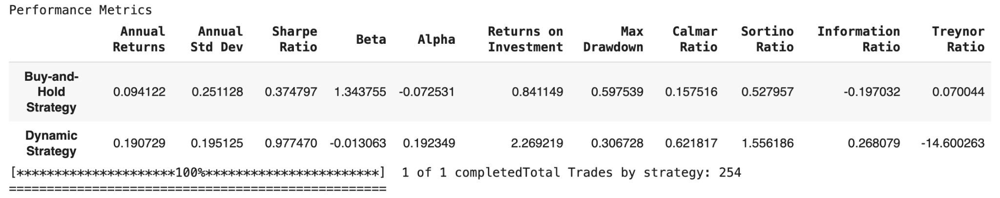 Performance Metrics
Annual Returns Annual Std Dev Sharpe Ratio Beta Alpha Returns on Investment Max Drawdown Calmar Ratio Sortino Ratio Information Ratio Treynor Ratio
Buy-and-Hold Strategy 0.094122 0.251128 0.374797 1.343755 -0.072531 0.841149 0.597539 0.157516 0.527957 -0.197032 0.070044
Dynamic Strategy 0.190729 0.195125 0.977470 -0.013063 0.192349 2.269219 0.306728 0.621817 1.556186 0.268079 -14.600263
[*********************100%***********************]  1 of 1 completedTotal Trades by strategy: 254
==================================================